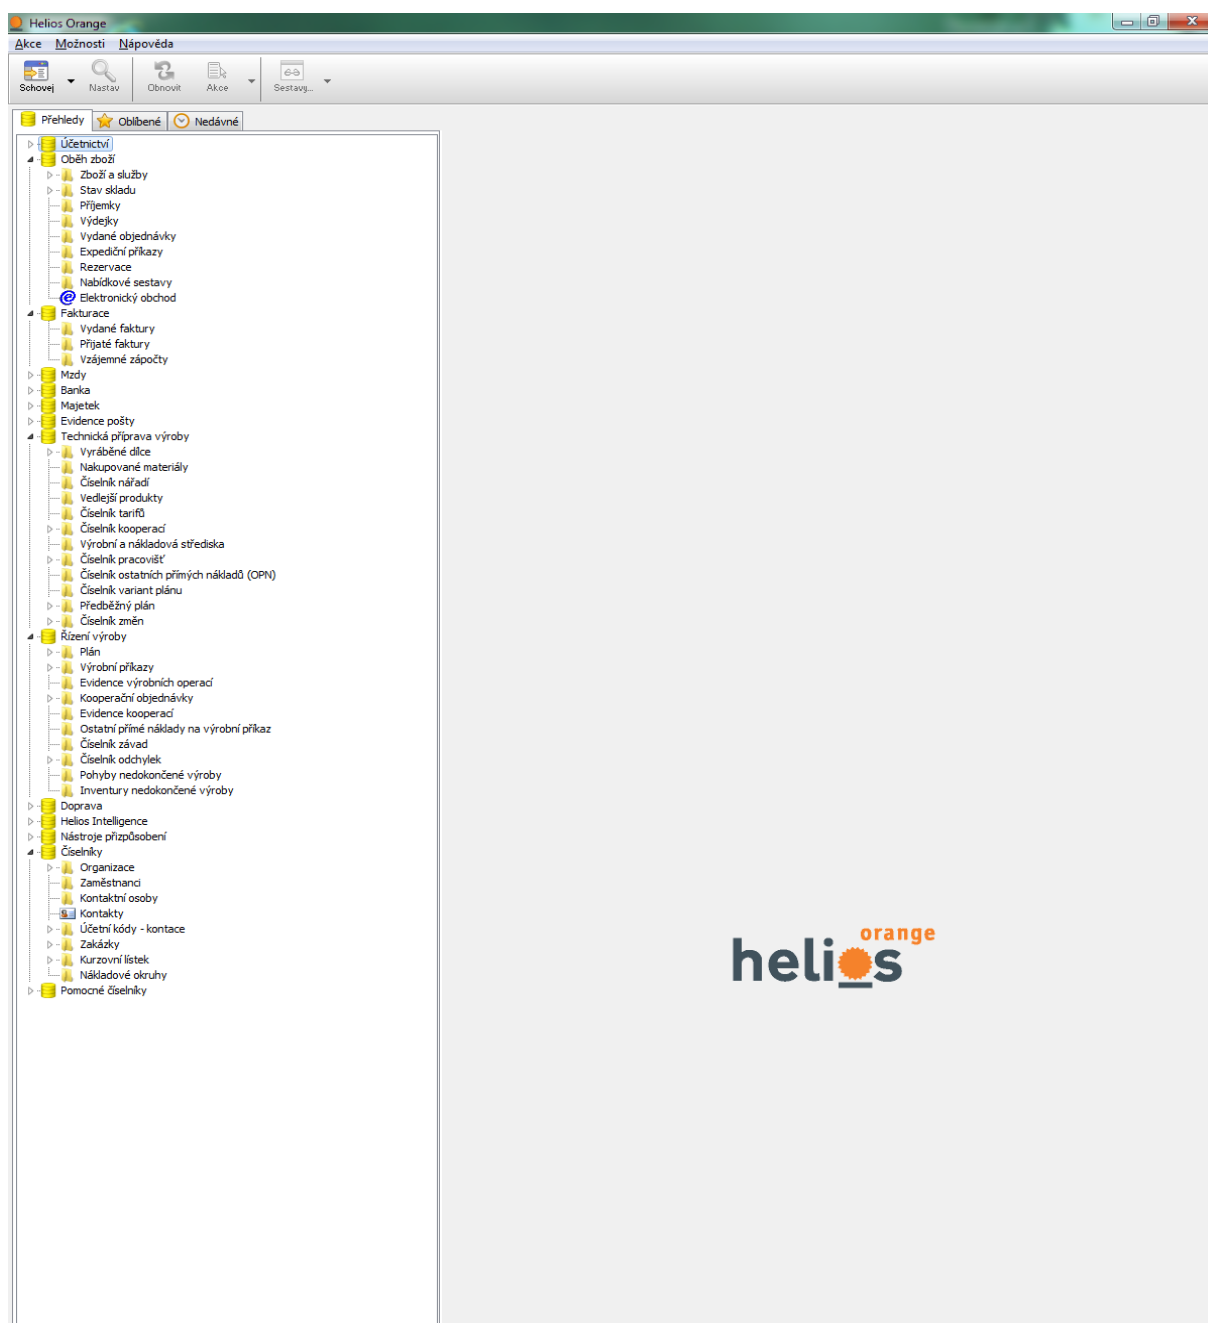 Helios Orange
Akce Možnosti Nápověda
Schovej Nastav Obnovit Akce Sestavy...
Přehledy Oblíbené Nedávné
Účetnictví
Oběh zboží
Zboží a služby
Stav skladu
Příjemky
Výdejky
Vydané objednávky
Expediční příkazy
Rezervace
Nabídkové sestavy
Elektronický obchod
Fakturace
Vydané faktury
Přijaté faktury
Vzájemné zápočty
Mzdy
Banka
Majetek
Evidence pošty
Technická příprava výroby
Vyráběné dílce
Nakupované materiály
Číselník nářadí
Vedlejší produkty
Číselník tarifů
Číselník kooperací
Výrobní a nákladová střediska
Číselník pracovišť
Číselník ostatních přímých nákladů (OPN)
Číselník variant plánu
Předběžný plán
Číselník změn
Řízení výroby
Plán
Výrobní příkazy
Evidence výrobních operací
Kooperační objednávky
Evidence kooperací
Ostatní přímé náklady na výrobní příkaz
Číselník závad
Číselník odchylek
Pohyby nedokončené výroby
Inventury nedokončené výroby
Doprava
Helios Intelligence
Nástroje přizpůsobení
Číselníky
Organizace
Zaměstnanci
Kontaktní osoby
Kontakty
Účetní kódy - kontace
Zakázky
Kurzovní lístek
Nákladové okruhy
Pomocné číselníky
orange
helios